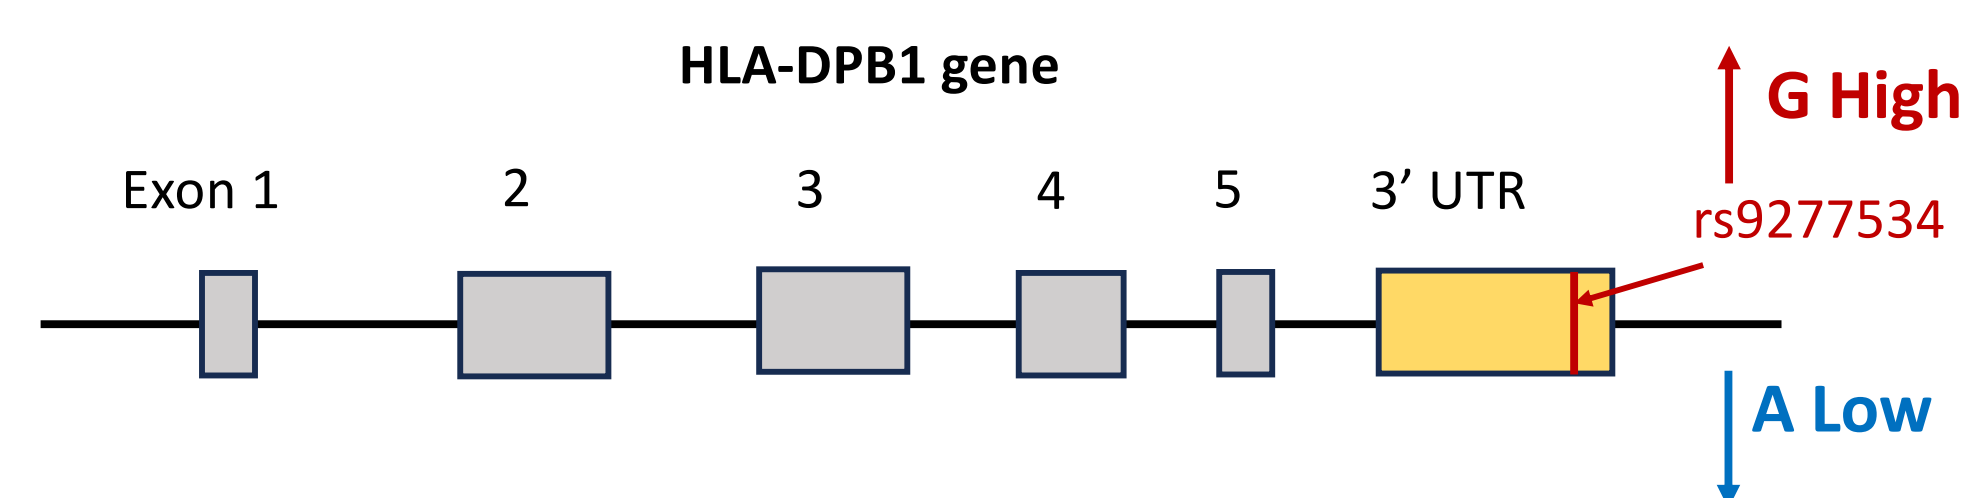 HLA-DPB1 gene
G High
Exon 1 2 3 4 5 3’ UTR
rs9277534
A Low